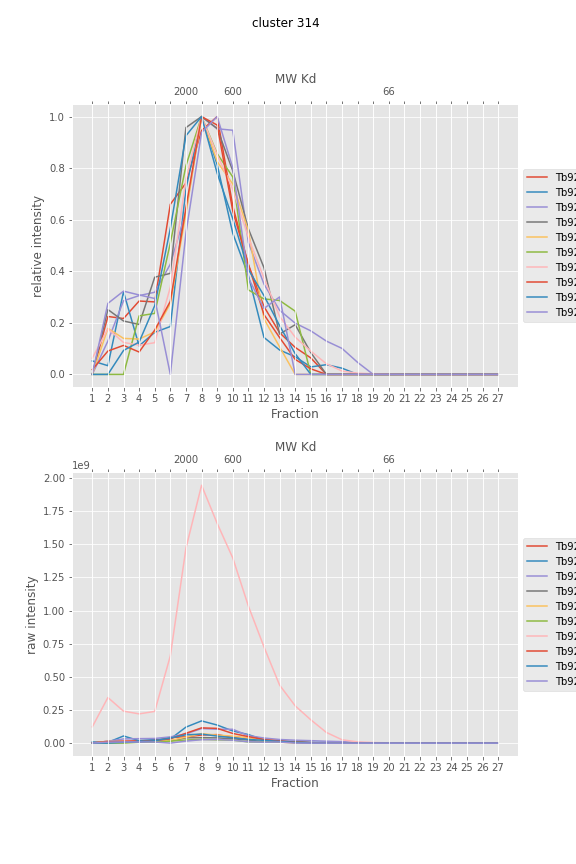 cluster 314
MW Kd
2000 600 66
1.0
0.8
0.6
0.4
0.2
0.0
relative intensity
1 2 3 4 5 6 7 8 9 10 11 12 13 14 15 16 17 18 19 20 21 22 23 24 25 26 27
Fraction
Tb92
Tb92
Tb92
Tb92
Tb92
Tb92
Tb92
Tb92
Tb92
Tb92
MW Kd
2000 600 66
1e9
2.00
1.75
1.50
1.25
1.00
0.75
0.50
0.25
0.00
raw intensity
1 2 3 4 5 6 7 8 9 10 11 12 13 14 15 16 17 18 19 20 21 22 23 24 25 26 27
Fraction
Tb92
Tb92
Tb92
Tb92
Tb92
Tb92
Tb92
Tb92
Tb92
Tb92